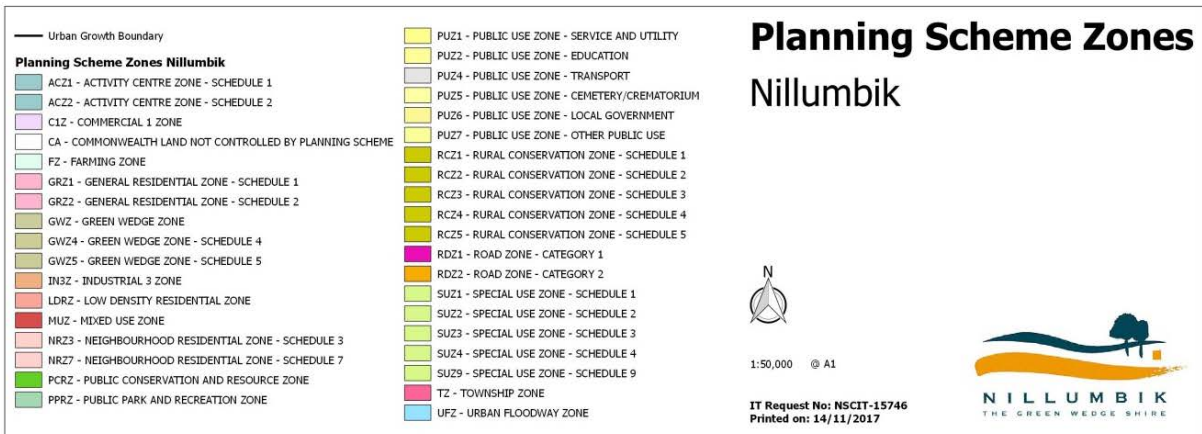 Urban Growth Boundary
Planning Scheme Zones Nillumbik
ACZ1 - ACTIVITY CENTRE ZONE - SCHEDULE 1
ACZ2 - ACTIVITY CENTRE ZONE - SCHEDULE 2
C1Z - COMMERCIAL 1 ZONE
CA - COMMONWEALTH LAND NOT CONTROLLED BY PLANNING SCHEME
FZ - FARMING ZONE
GRZ1 - GENERAL RESIDENTIAL ZONE - SCHEDULE 1
GRZ2 - GENERAL RESIDENTIAL ZONE - SCHEDULE 2
GWZ - GREEN WEDGE ZONE
GWZ4 - GREEN WEDGE ZONE - SCHEDULE 4
GWZ5 - GREEN WEDGE ZONE - SCHEDULE 5
IN3Z - INDUSTRIAL 3 ZONE
LDRZ - LOW DENSITY RESIDENTIAL ZONE
MUZ - MIXED USE ZONE
NRZ3 - NEIGHBOURHOOD RESIDENTIAL ZONE - SCHEDULE 3
NRZ7 - NEIGHBOURHOOD RESIDENTIAL ZONE - SCHEDULE 7
PCRZ - PUBLIC CONSERVATION AND RESOURCE ZONE
PPRZ - PUBLIC PARK AND RECREATION ZONE
PUZ1 - PUBLIC USE ZONE - SERVICE AND UTILITY
PUZ2 - PUBLIC USE ZONE - EDUCATION
PUZ4 - PUBLIC USE ZONE - TRANSPORT
PUZ5 - PUBLIC USE ZONE - CEMETERY/CREMATORIUM
PUZ6 - PUBLIC USE ZONE - LOCAL GOVERNMENT
PUZ7 - PUBLIC USE ZONE - OTHER PUBLIC USE
RCZ1 - RURAL CONSERVATION ZONE - SCHEDULE 1
RCZ2 - RURAL CONSERVATION ZONE - SCHEDULE 2
RCZ3 - RURAL CONSERVATION ZONE - SCHEDULE 3
RCZ4 - RURAL CONSERVATION ZONE - SCHEDULE 4
RCZ5 - RURAL CONSERVATION ZONE - SCHEDULE 5
RDZ1 - ROAD ZONE - CATEGORY 1
RDZ2 - ROAD ZONE - CATEGORY 2
SUZ1 - SPECIAL USE ZONE - SCHEDULE 1
SUZ2 - SPECIAL USE ZONE - SCHEDULE 2
SUZ3 - SPECIAL USE ZONE - SCHEDULE 3
SUZ4 - SPECIAL USE ZONE - SCHEDULE 4
SUZ9 - SPECIAL USE ZONE - SCHEDULE 9
TZ - TOWNSHIP ZONE
UFZ - URBAN FLOODWAY ZONE
Planning Scheme Zones
Nillumbik
N
1:50,000 @ A1
IT Request No: NSCIT-15746
Printed on: 14/11/2017
NILLUMBIK
THE GREEN WEDGE SHIRE